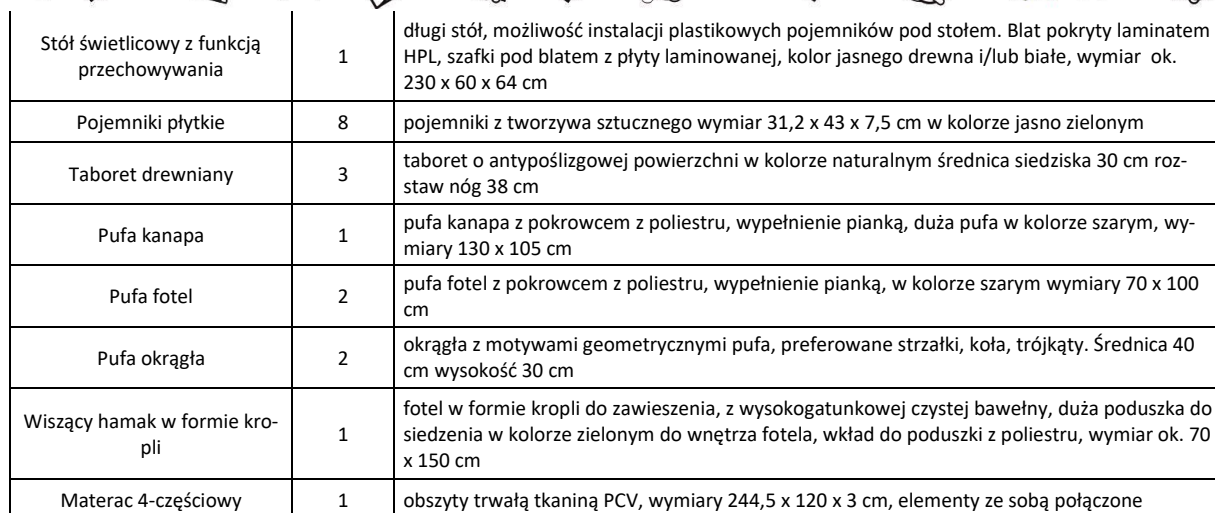 Stół świetlicowy z funkcją
przechowywania
1
długi stół, możliwość instalacji plastikowych pojemników pod stołem. Blat pokryty laminatem
HPL, szafki pod blatem z płyty laminowanej, kolor jasnego drewna i/lub białe, wymiar ok.
230 x 60 x 64 cm
Pojemniki płytkie
8
pojemniki z tworzywa sztucznego wymiar 31,2 x 43 x 7,5 cm w kolorze jasno zielonym
Taboret drewniany
3
taboret o antypoślizgowej powierzchni w kolorze naturalnym średnica siedziska 30 cm roz-
staw nóg 38 cm
Pufa kanapa
1
pufa kanapa z pokrowcem z poliestru, wypełnienie pianką, duża pufa w kolorze szarym, wy-
miary 130 x 105 cm
Pufa fotel
2
pufa fotel z pokrowcem z poliestru, wypełnienie pianką, w kolorze szarym wymiary 70 x 100
cm
Pufa okrągła
2
okrągła z motywami geometrycznymi pufa, preferowane strzałki, koła, trójkąty. Średnica 40
cm wysokość 30 cm
Wiszący hamak w formie kro-
pli
1
fotel w formie kropli do zawieszenia, z wysokogatunkowej czystej bawełny, duża poduszka do
siedzenia w kolorze zielonym do wnętrza fotela, wkład do poduszki z poliestru, wymiar ok. 70
x 150 cm
Materac 4-częściowy
1
obszyty trwałą tkaniną PCV, wymiary 244,5 x 120 x 3 cm, elementy ze sobą połączone